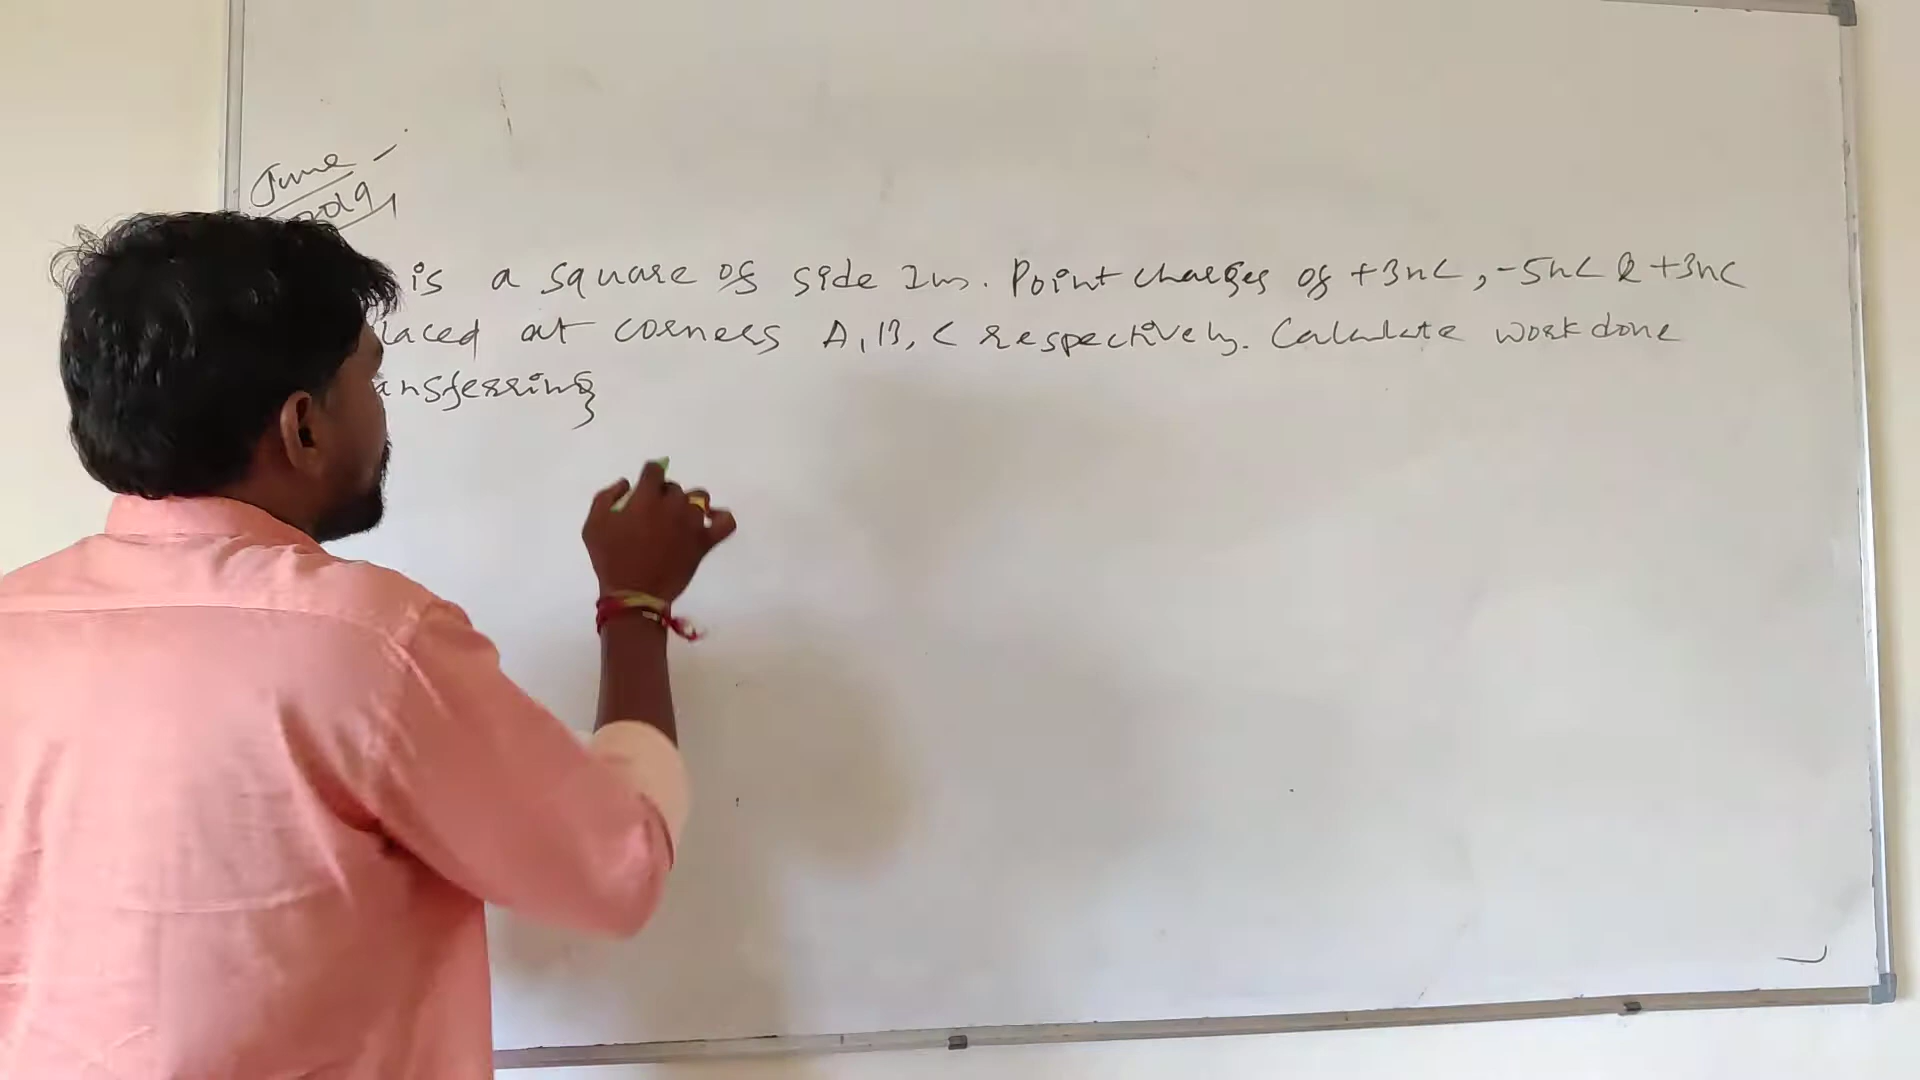 June -
2019
is a square of side 1m. Point charges of +3nC, -5nC & +3nC
laced at corners A, B, C respectively. Calculate work done
ansferring